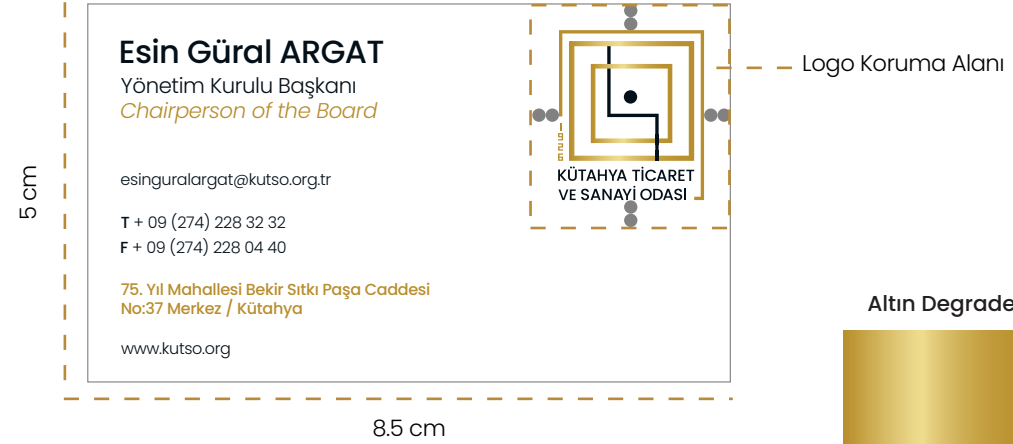 Esin Güral ARGAT
Yönetim Kurulu Başkanı
Chairperson of the Board
esinguralargat@kutso.org.tr
T + 09 (274) 228 32 32
F + 09 (274) 228 04 40
75. Yıl Mahallesi Bekir Sıtkı Paşa Caddesi
No:37 Merkez / Kütahya
www.kutso.org
1926
KÜTAHYA TİCARET
VE SANAYİ ODASI
Logo Koruma Alanı
5 cm
8.5 cm
Altın Degrade